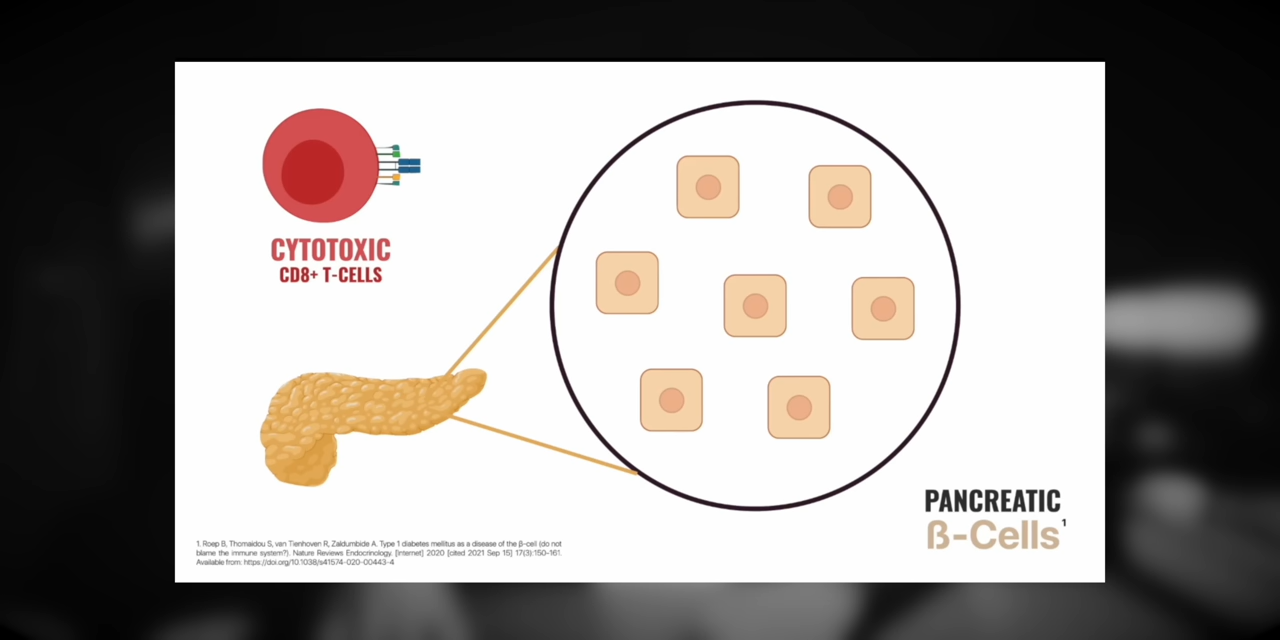 CYTOTOXIC
CD8+ T-CELLS
PANCREATIC
ß-Cells¹
1. Roep B, Thomaidou S, van Tienhoven R, Zaldumbide A. Type 1 diabetes mellitus as a disease of the β-cell (do not
blame the immune system?). Nature Reviews Endocrinology. [Internet] 2020 [cited 2021 Sep 15] 17(3):150-161.
Available from: https://doi.org/10.1038/s41574-020-00443-4